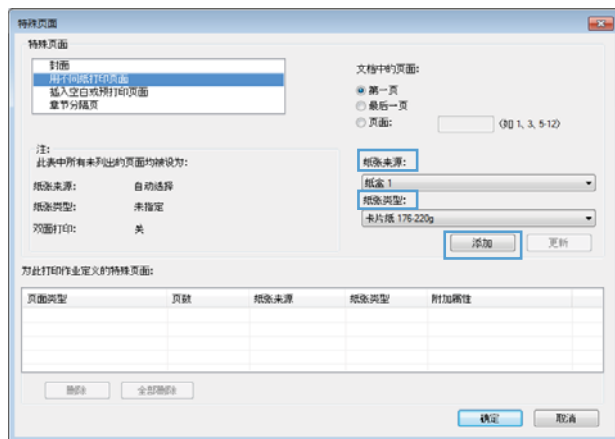 特殊页面
特殊页面
封面
用不同纸打印页面
插入空白或预打印页面
章节分隔页
文档中的页面:
第一页
最后一页
页面: (如 1, 3, 5-12)
注:
此表中所有未列出的页面均被设为:
纸张来源: 自动选择
纸张类型: 未指定
双面打印: 关
纸张来源:
纸盒 1
纸张类型:
卡片纸 176-220g
添加 更新
为此打印作业定义的特殊页面:
页面类型 页数 纸张来源 纸张类型 附加属性
删除 全部删除
确定 取消